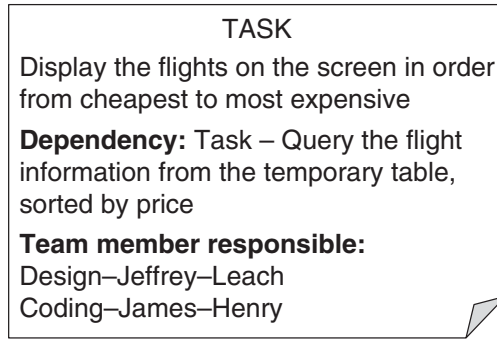 TASK
Display the flights on the screen in order
from cheapest to most expensive
Dependency: Task – Query the flight
information from the temporary table,
sorted by price
Team member responsible:
Design–Jeffrey–Leach
Coding–James–Henry